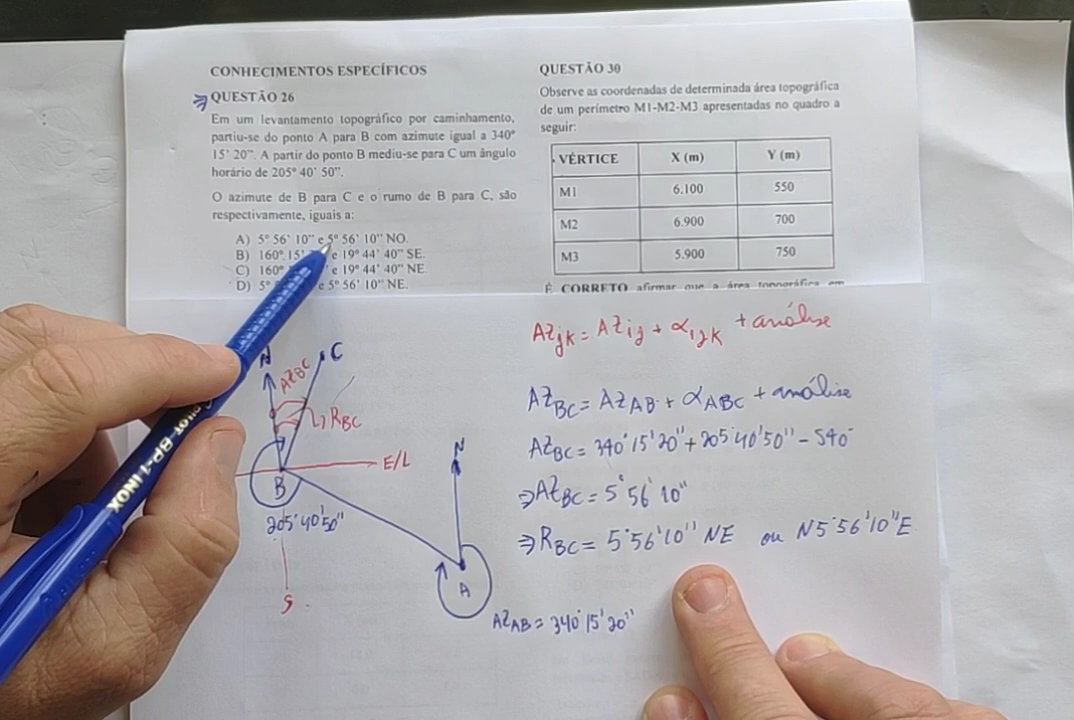 CONHECIMENTOS ESPECÍFICOS
QUESTÃO 26
Em um levantamento topográfico por caminhamento,
partiu-se do ponto A para B com azimute igual a 340°
15' 20". A partir do ponto B mediu-se para C um ângulo
horário de 205° 40' 50".
O azimute de B para C e o rumo de B para C, são
respectivamente, iguais a:
A) 5° 56' 10" e 5° 56' 10" NO.
B) 160° 15' e 19° 44' 40" SE.
C) 160° e 19° 44' 40" NE
D) 5° e 5° 56' 10" NE.
QUESTÃO 30
Observe as coordenadas de determinada área topográfica
de um perímetro M1-M2-M3 apresentadas no quadro a
seguir:
VÉRTICE X (m) Y (m)
M1 6.100 550
M2 6.900 700
M3 5.900 750
É CORRETO afirmar que a área topográfica em
AZjk = AZij + αijk + análise
AZBC = AZAB + αABC + análise
AZBC = 340°15'20" + 205°40'50" - 540°
⇒ AZBC = 5°56'10"
⇒ RBC = 5°56'10" NE ou N5°56'10"E
N
AZBC
C
RBC
E/L
B
205°40'50"
S
N
A
AZAB = 340°15'20"
PILOT BP-1 INOX